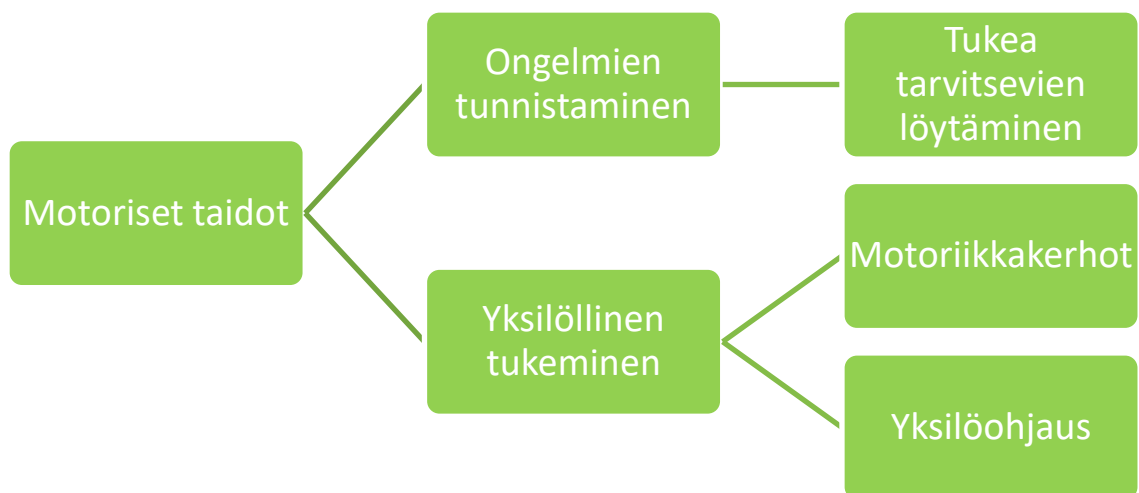 Motoriset taidot
Ongelmien
tunnistaminen
Tukea
tarvitsevien
löytäminen
Yksilöllinen
tukeminen
Motoriikkakerhot
Yksilöohjaus